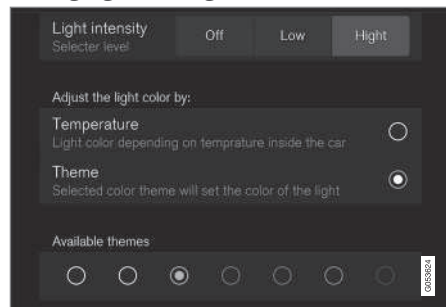 Light intensity
Selecter level
Off
Low
Hight
Adjust the light color by:
Temperature
Light color depending on temprature inside the car
Theme
Selected color theme will set the color of the light
Available themes
G053624